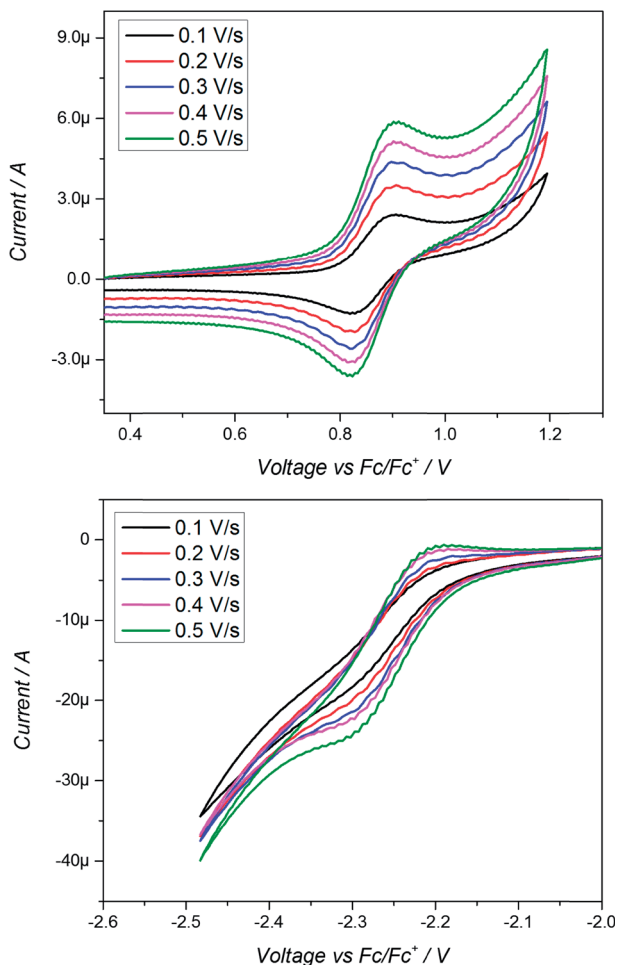 9.0µ
6.0µ
3.0µ
0.0
-3.0µ
Current / A
0.1 V/s
0.2 V/s
0.3 V/s
0.4 V/s
0.5 V/s
0.4 0.6 0.8 1.0 1.2
Voltage vs Fc/Fc⁺ / V
0
-10µ
-20µ
-30µ
-40µ
Current / A
0.1 V/s
0.2 V/s
0.3 V/s
0.4 V/s
0.5 V/s
-2.6 -2.5 -2.4 -2.3 -2.2 -2.1 -2.0
Voltage vs Fc/Fc⁺ / V